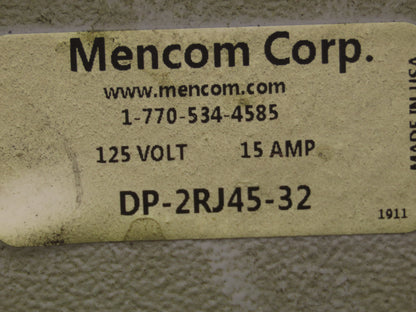 Mencom Corp.
www.mencom.com
1-770-534-4585
125 VOLT 15 AMP
DP-2RJ45-32
1911
MADE IN USA